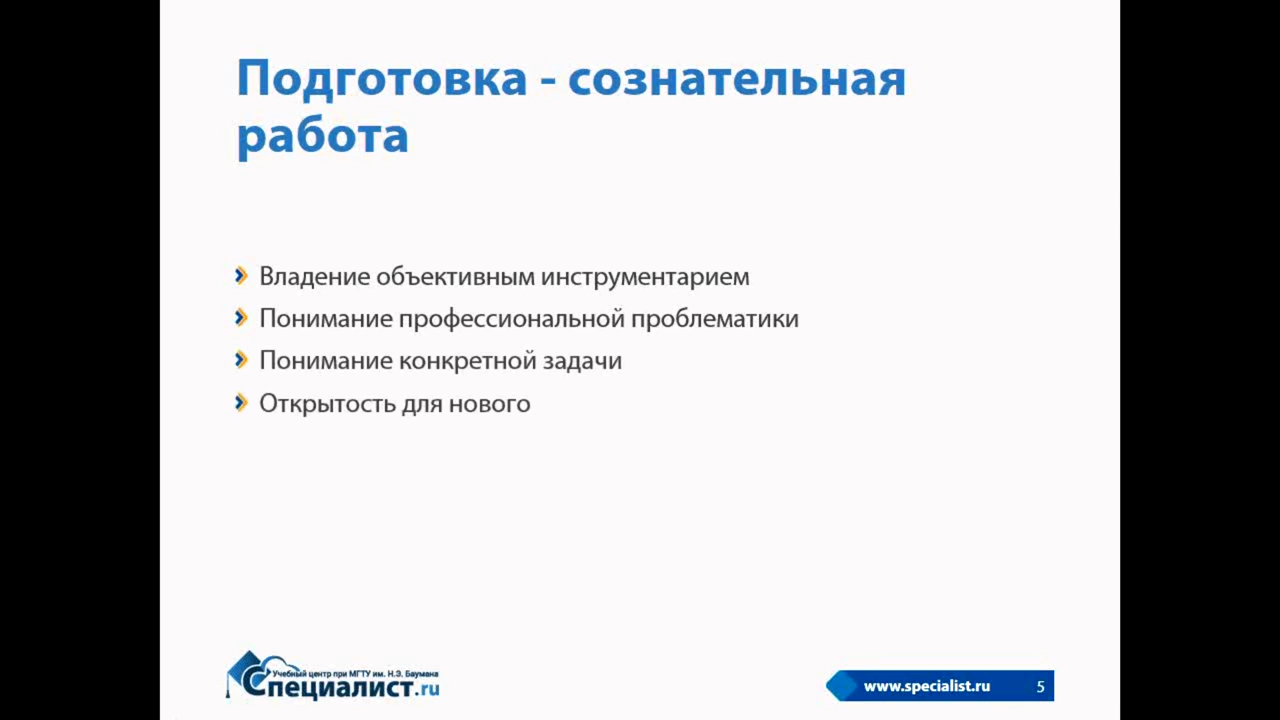 Подготовка - сознательная
работа
Владение объективным инструментарием
Понимание профессиональной проблематики
Понимание конкретной задачи
Открытость для нового
Учебный центр при МГТУ им. Н.Э. Баумана
Специалист.ru
www.specialist.ru 5